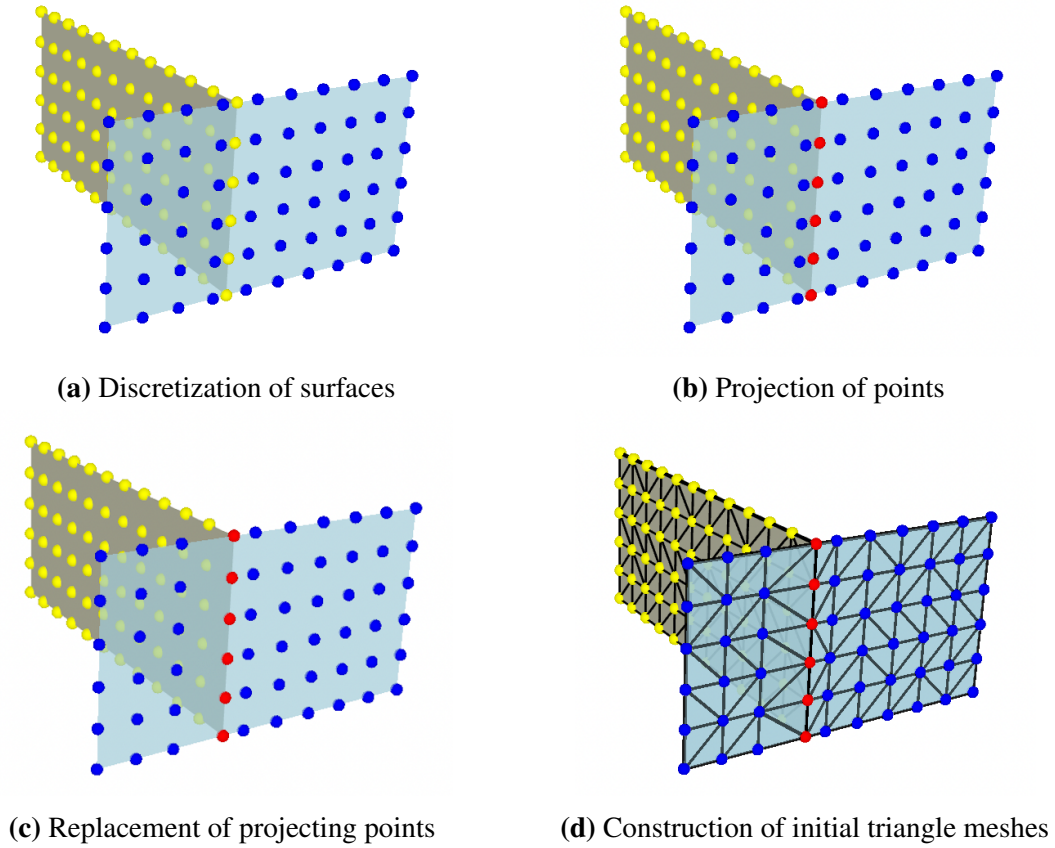 (a) Discretization of surfaces
(b) Projection of points
(c) Replacement of projecting points
(d) Construction of initial triangle meshes